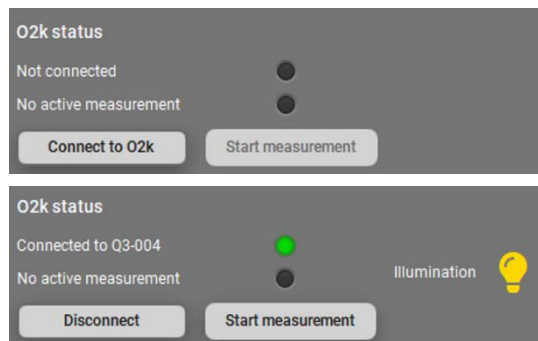 O2k status
Not connected
No active measurement
Connect to O2k Start measurement
O2k status
Connected to Q3-004
No active measurement Illumination
Disconnect Start measurement